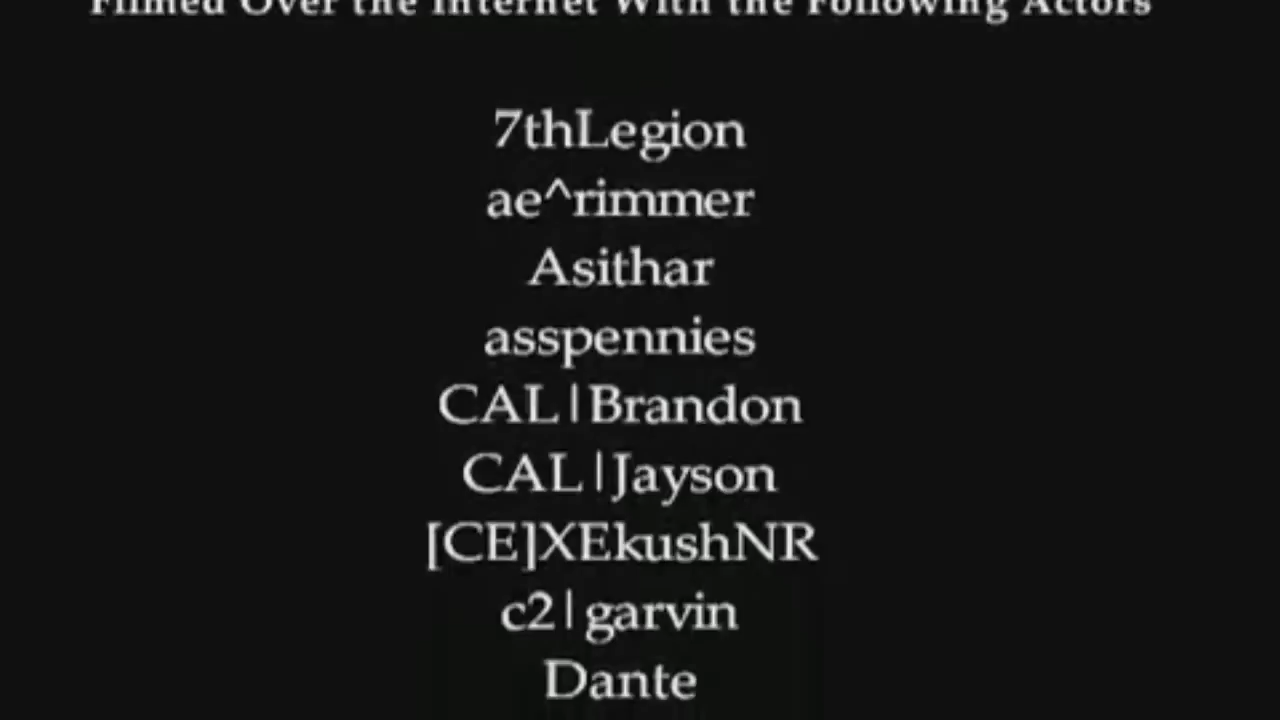 Filmed Over the Internet With the Following Actors
7thLegion
ae^rimmer
Asithar
asspennies
CAL|Brandon
CAL|Jayson
[CE]XEkushNR
c2|garvin
Dante